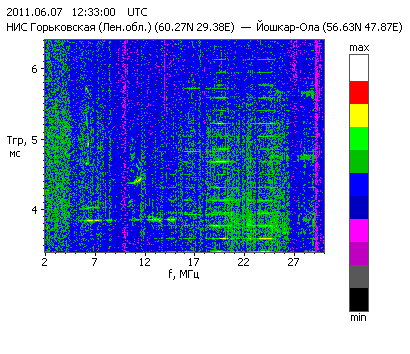 2011.06.07 12:33:00 UTC
НИС Горьковская (Лен.обл.) (60.27N 29.38E) — Йошкар-Ола (56.63N 47.87E)
max
6
5
Tгр,
мс
4
2 7 12 17 22 27
f, МГц
min